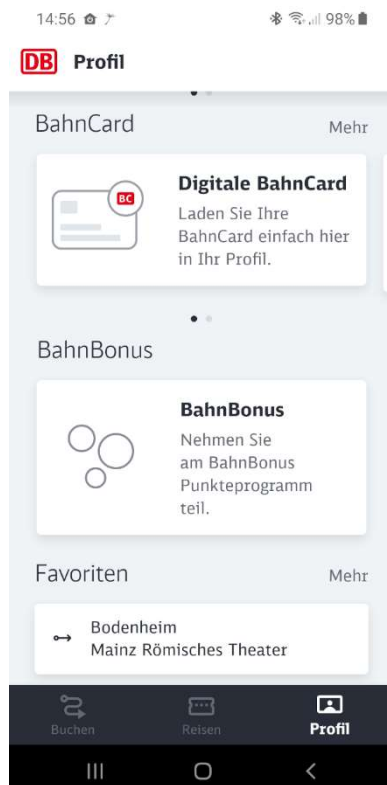 14:56 98%
DB Profil
BahnCard Mehr
BC
Digitale BahnCard
Laden Sie Ihre
BahnCard einfach hier
in Ihr Profil.
BahnBonus
BahnBonus
Nehmen Sie
am BahnBonus
Punkteprogramm
teil.
Favoriten Mehr
Bodenheim
Mainz Römisches Theater
Buchen Reisen Profil